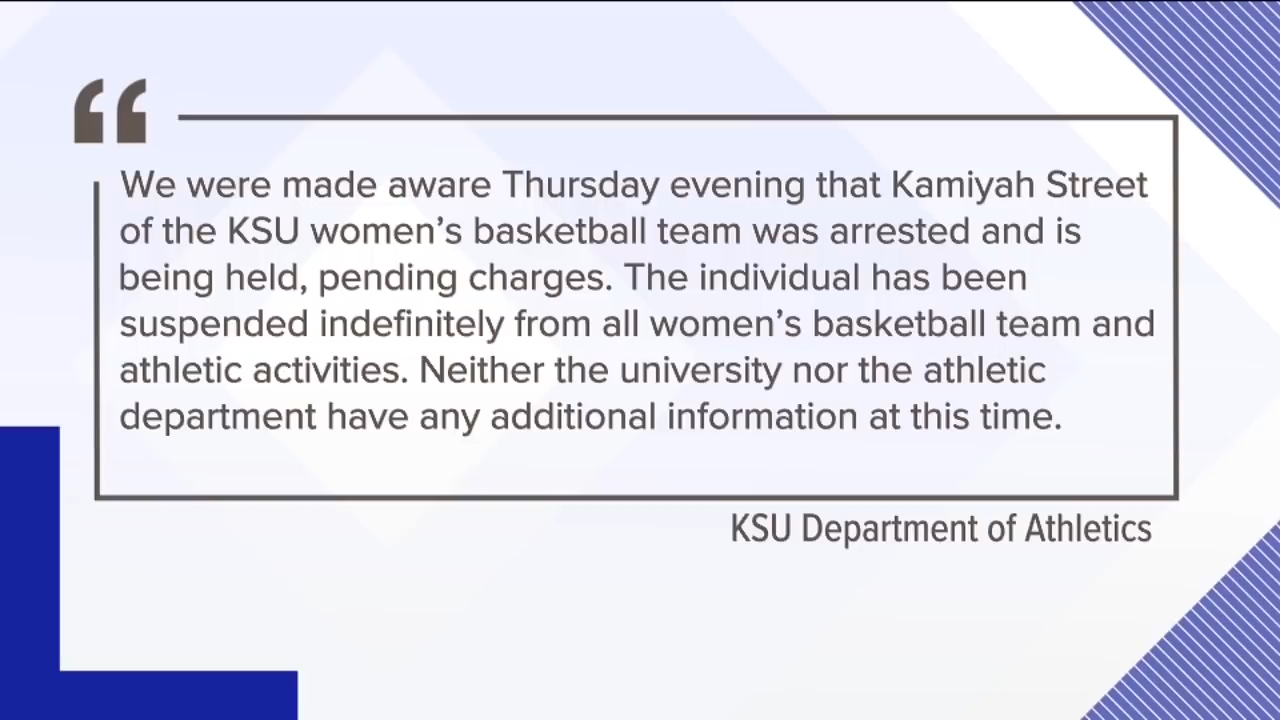 “
We were made aware Thursday evening that Kamiyah Street
of the KSU women’s basketball team was arrested and is
being held, pending charges. The individual has been
suspended indefinitely from all women’s basketball team and
athletic activities. Neither the university nor the athletic
department have any additional information at this time.
KSU Department of Athletics